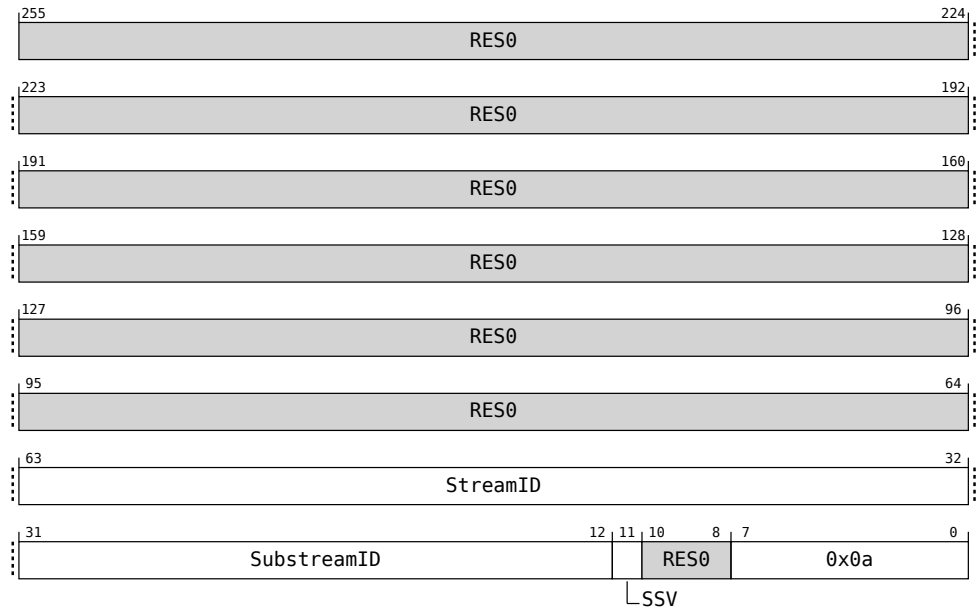 255 224
RES0
223 192
RES0
191 160
RES0
159 128
RES0
127 96
RES0
95 64
RES0
63 32
StreamID
31 12 11 10 8 7 0
SubstreamID RES0 0x0a
SSV